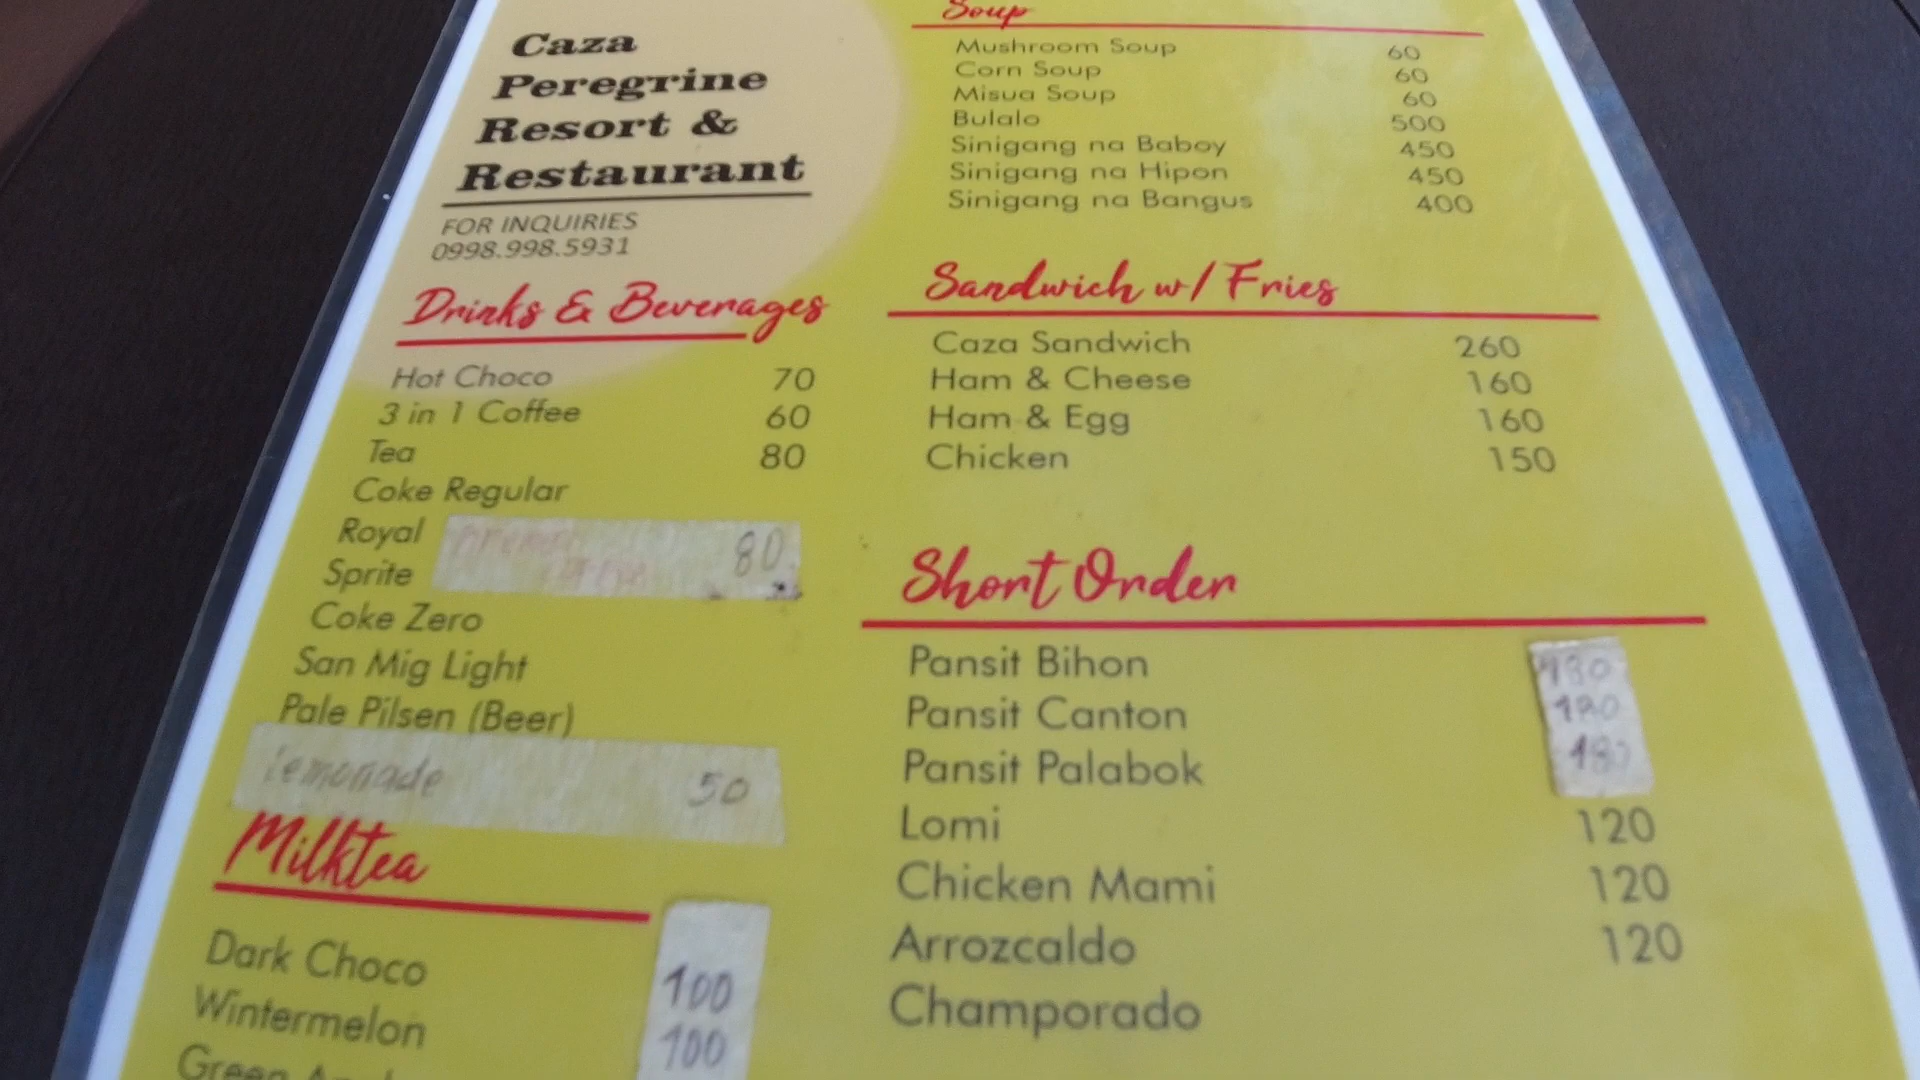 Caza
Peregrine
Resort &
Restaurant
FOR INQUIRIES
0998.998.5931
Drinks & Beverages
Hot Choco 70
3 in 1 Coffee 60
Tea 80
Coke Regular
Royal 80
Sprite
Coke Zero
San Mig Light
Pale Pilsen (Beer)
Lemonade 50
Milktea
Dark Choco 100
Wintermelon 100
Green
Soup
Mushroom Soup 60
Corn Soup 60
Misua Soup 60
Bulalo 500
Sinigang na Baboy 450
Sinigang na Hipon 450
Sinigang na Bangus 400
Sandwich w/ Fries
Caza Sandwich 260
Ham & Cheese 160
Ham & Egg 160
Chicken 150
Short Order
Pansit Bihon 180
Pansit Canton 180
Pansit Palabok 180
Lomi 120
Chicken Mami 120
Arrozcaldo 120
Champorado